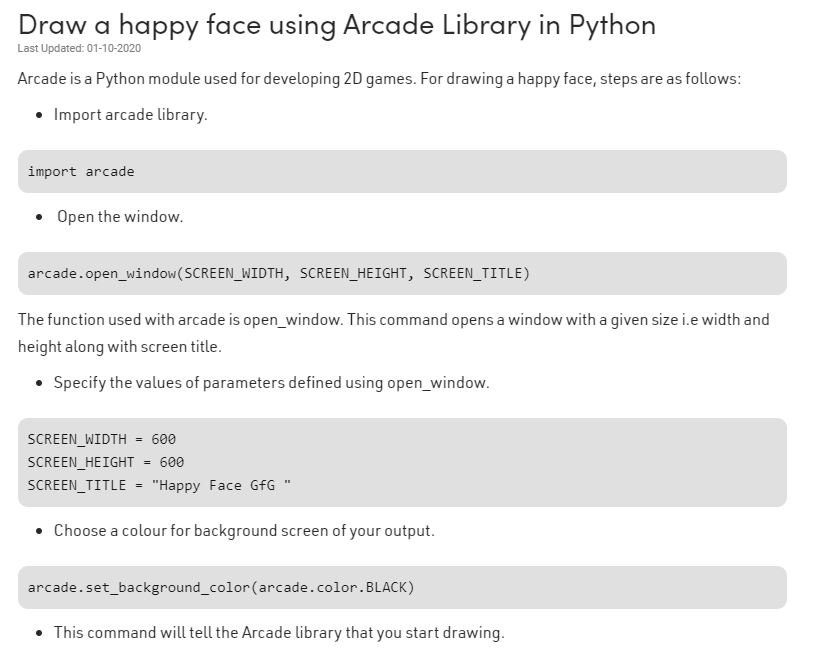 Draw a happy face using Arcade Library in Python
Last Updated: 01-10-2020
Arcade is a Python module used for developing 2D games. For drawing a happy face, steps are as follows:
• Import arcade library.
import arcade
• Open the window.
arcade.open_window(SCREEN_WIDTH, SCREEN_HEIGHT, SCREEN_TITLE)
The function used with arcade is open_window. This command opens a window with a given size i.e width and
height along with screen title.
• Specify the values of parameters defined using open_window.
SCREEN_WIDTH = 600
SCREEN_HEIGHT = 600
SCREEN_TITLE = "Happy Face GfG "
• Choose a colour for background screen of your output.
arcade.set_background_color(arcade.color.BLACK)
• This command will tell the Arcade library that you start drawing.